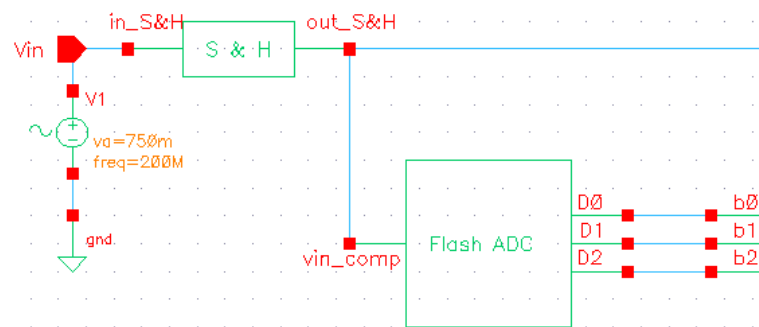 in_S&H out_S&H
Vin S & H
V1
va=750m
freq=200M
gnd
D0 b0
Flash ADC D1 b1
vin_comp D2 b2